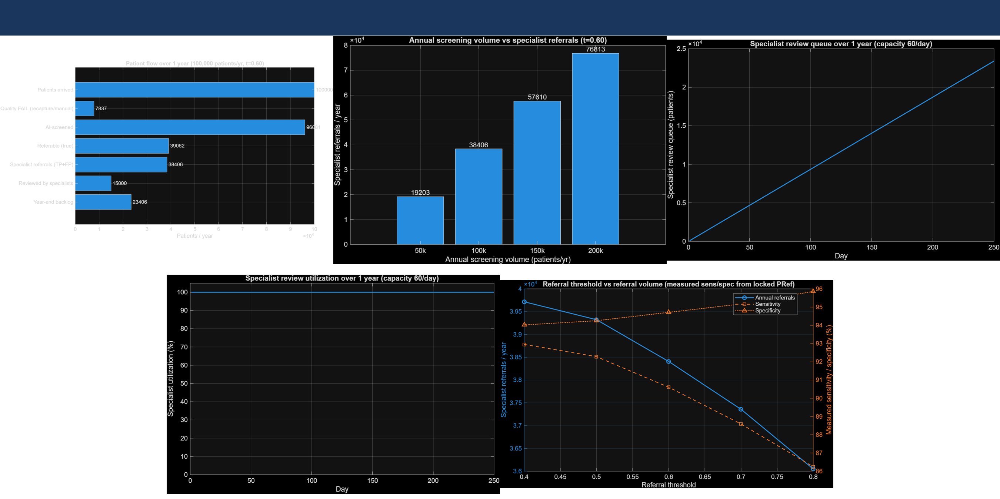 Patient flow over 1 year (100,000 patients/yr, t=0.60)
Patients arrived
100000
Quality FAIL (recapture/manual)
7837
AI-screened
96081
Referable (true)
39062
Specialist referrals (TP+FP)
38406
Reviewed by specialists
15000
Year-end backlog
23406
0 1 2 3 4 5 6 7 8 9 10
×10⁴
Patients / year
×10⁴
Annual screening volume vs specialist referrals (t=0.60)
8
7
6
5
4
3
2
1
0
Specialist referrals / year
19203
38406
57610
76813
50k 100k 150k 200k
Annual screening volume (patients/yr)
×10⁴
Specialist review queue over 1 year (capacity 60/day)
2.5
2
1.5
1
0.5
0
Specialist review queue (patients)
0 50 100 150 200 250
Day
Specialist review utilization over 1 year (capacity 60/day)
100
90
80
70
60
50
40
30
20
10
0
Specialist utilization (%)
0 50 100 150 200 250
Day
×10⁴
Referral threshold vs referral volume (measured sens/spec from locked PRef)
4
3.95
3.9
3.85
3.8
3.75
3.7
3.65
3.6
Specialist referrals / year
Annual referrals
Sensitivity
Specificity
96
95
94
93
92
91
90
89
88
87
86
Measured sensitivity / specificity (%)
0.4 0.45 0.5 0.55 0.6 0.65 0.7 0.75 0.8
Referral threshold